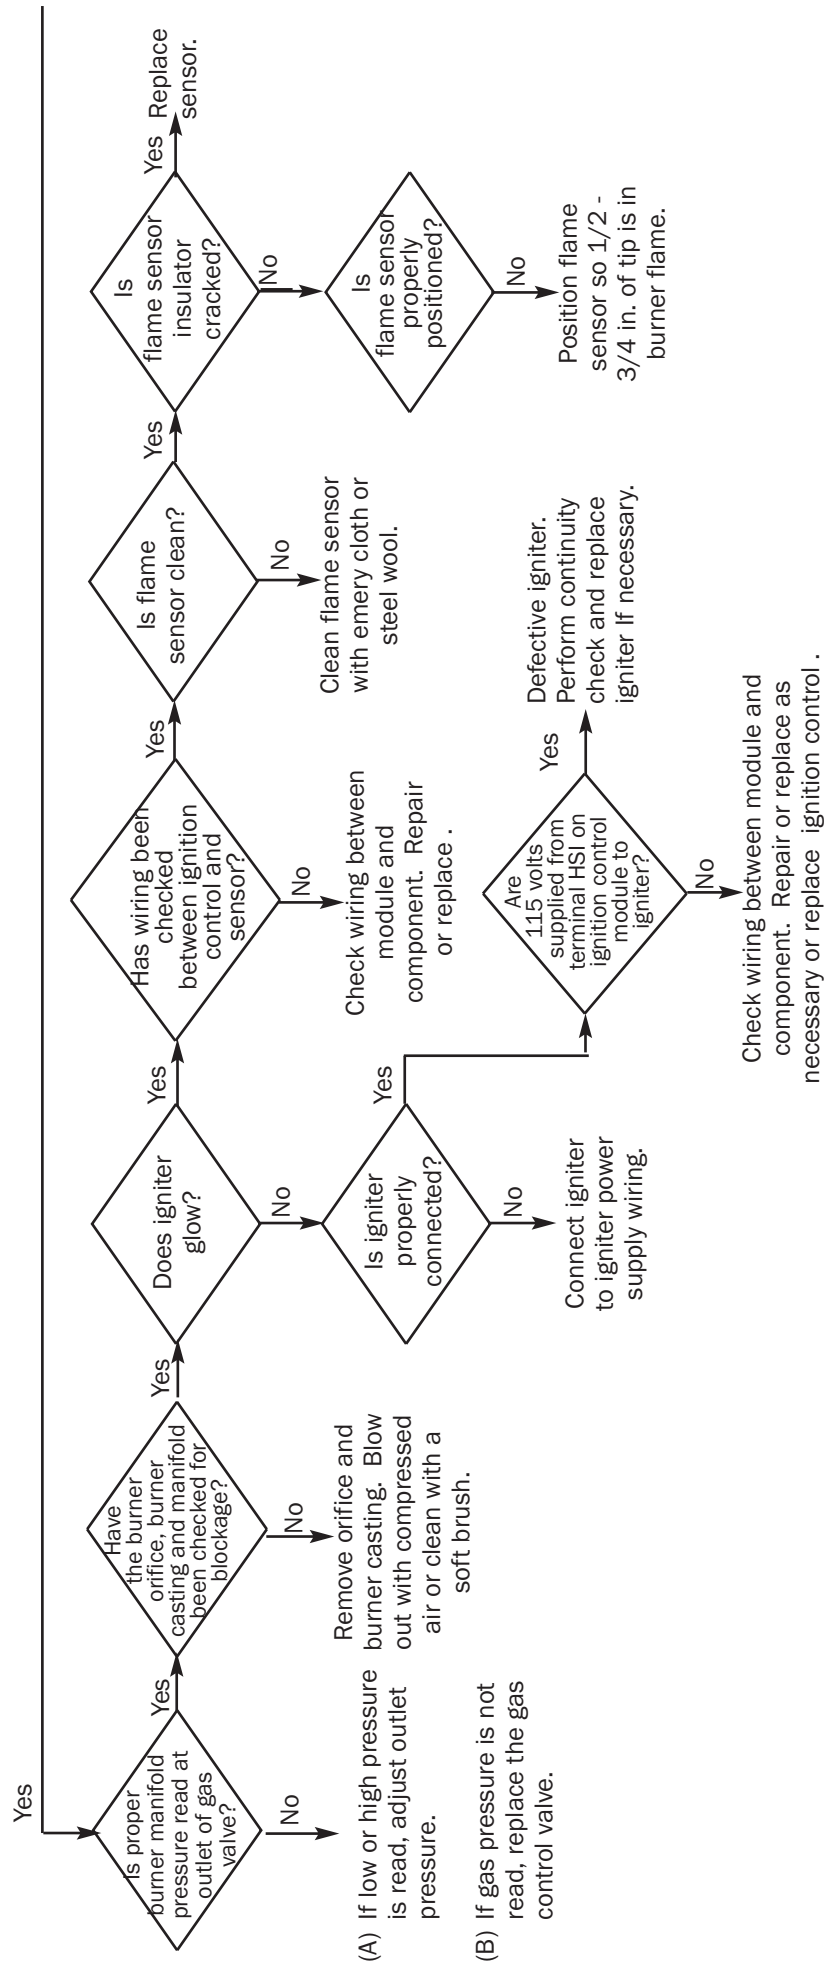 Yes
Is proper
burner manifold
pressure read at
outlet of gas
valve?
No
(A) If low or high pressure
is read, adjust outlet
pressure.
(B) If gas pressure is not
read, replace the gas
control valve.
Yes
Have
the burner
orifice, burner
casting and manifold
been checked for
blockage?
No
Remove orifice and
burner casting. Blow
out with compressed
air or clean with a
soft brush.
Yes
Does igniter
glow?
No
Is igniter
properly
connected?
No
Connect igniter
to igniter power
supply wiring.
Yes
Are
115 volts
supplied from
terminal HSI on
ignition control
module to
igniter?
No
Check wiring between module and
component. Repair or replace as
necessary or replace ignition control .
Yes
Defective igniter.
Perform continuity
check and replace
igniter If necessary.
Yes
Has wiring been
checked
between ignition
control and
sensor?
No
Check wiring between
module and
component. Repair
or replace .
Yes
Is flame
sensor clean?
No
Clean flame sensor
with emery cloth or
steel wool.
Yes
Is
flame sensor
insulator
cracked?
Yes
Replace
sensor.
No
Is
flame sensor
properly
positioned?
No
Position flame
sensor so 1/2 -
3/4 in. of tip is in
burner flame.